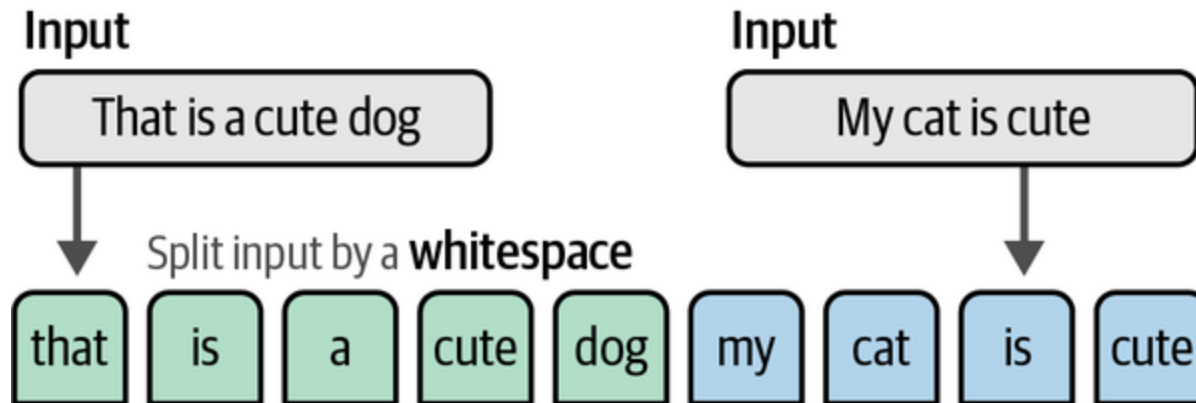 Input Input
That is a cute dog My cat is cute
Split input by a whitespace
that is a cute dog my cat is cute